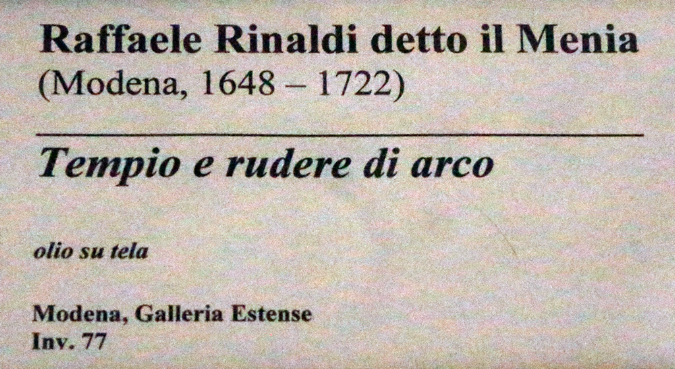 Raffaele Rinaldi detto il Menia
(Modena, 1648 – 1722)
Tempio e rudere di arco
olio su tela
Modena, Galleria Estense
Inv. 77